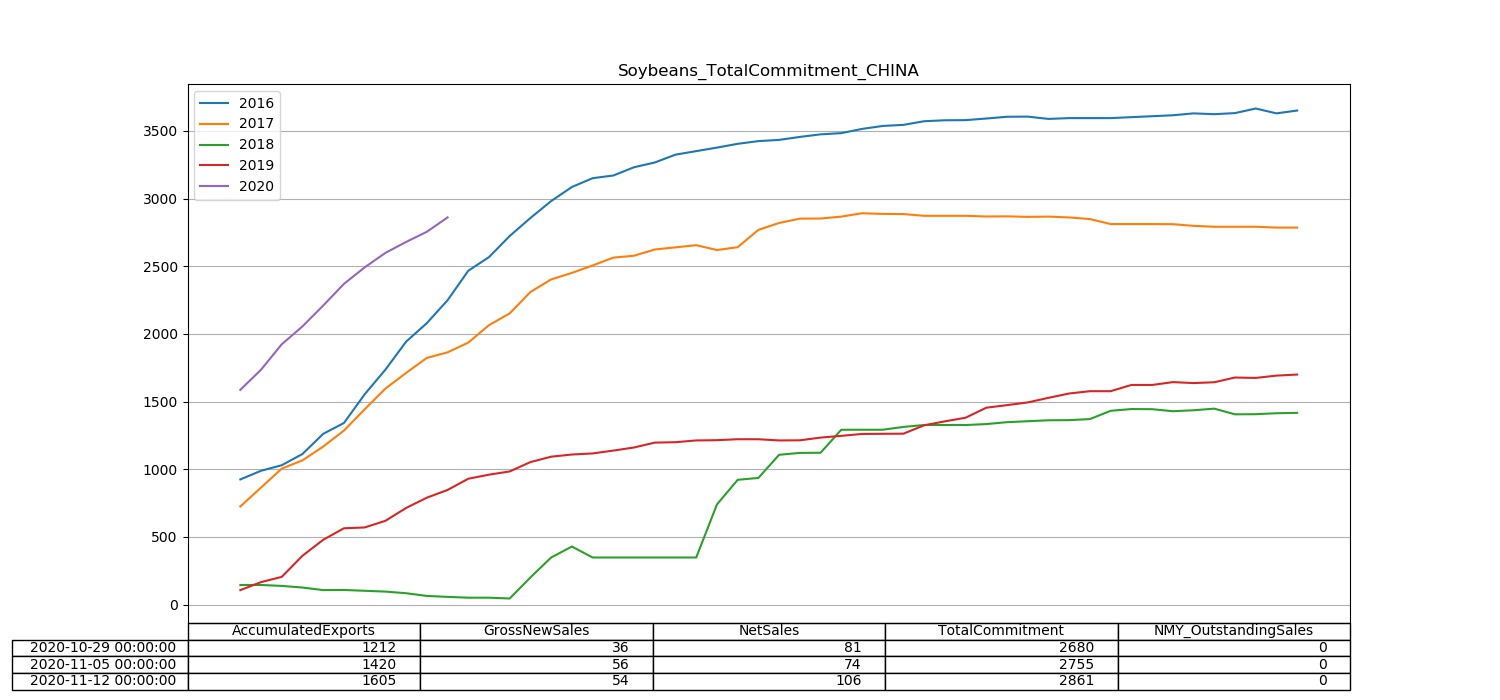 Soybeans_TotalCommitment_CHINA
2016
2017
2018
2019
2020
3500
3000
2500
2000
1500
1000
500
0
AccumulatedExports GrossNewSales NetSales TotalCommitment NMY_OutstandingSales
2020-10-29 00:00:00 1212 36 81 2680 0
2020-11-05 00:00:00 1420 56 74 2755 0
2020-11-12 00:00:00 1605 54 106 2861 0